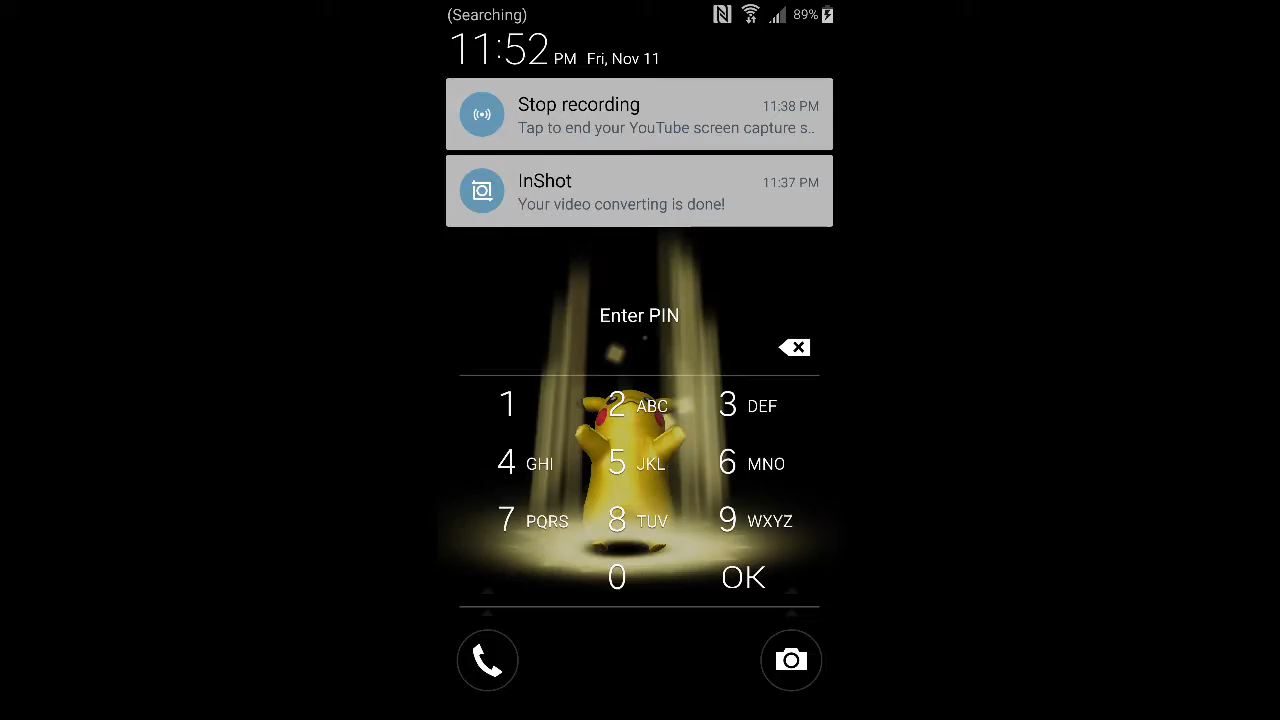 (Searching) 89%
11:52 PM Fri, Nov 11
Stop recording 11:38 PM
Tap to end your YouTube screen capture s..
InShot 11:37 PM
Your video converting is done!
Enter PIN
1 2 ABC 3 DEF
4 GHI 5 JKL 6 MNO
7 PQRS 8 TUV 9 WXYZ
0 OK